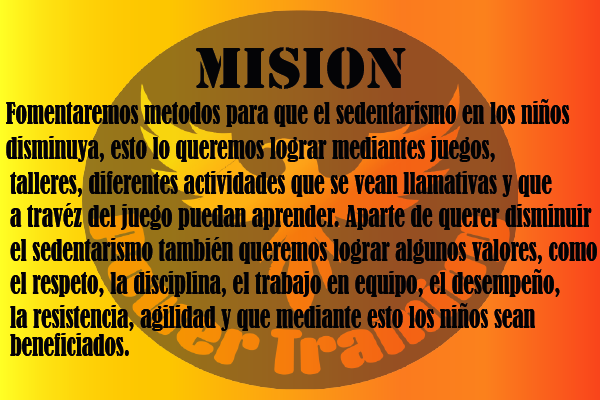 MISION
Fomentaremos metodos para que el sedentarismo en los niños
disminuya, esto lo queremos lograr mediantes juegos,
talleres, diferentes actividades que se vean llamativas y que
a travéz del juego puedan aprender. Aparte de querer disminuir
el sedentarismo también queremos lograr algunos valores, como
el respeto, la disciplina, el trabajo en equipo, el desempeño,
la resistencia, agilidad y que mediante esto los niños sean
beneficiados.